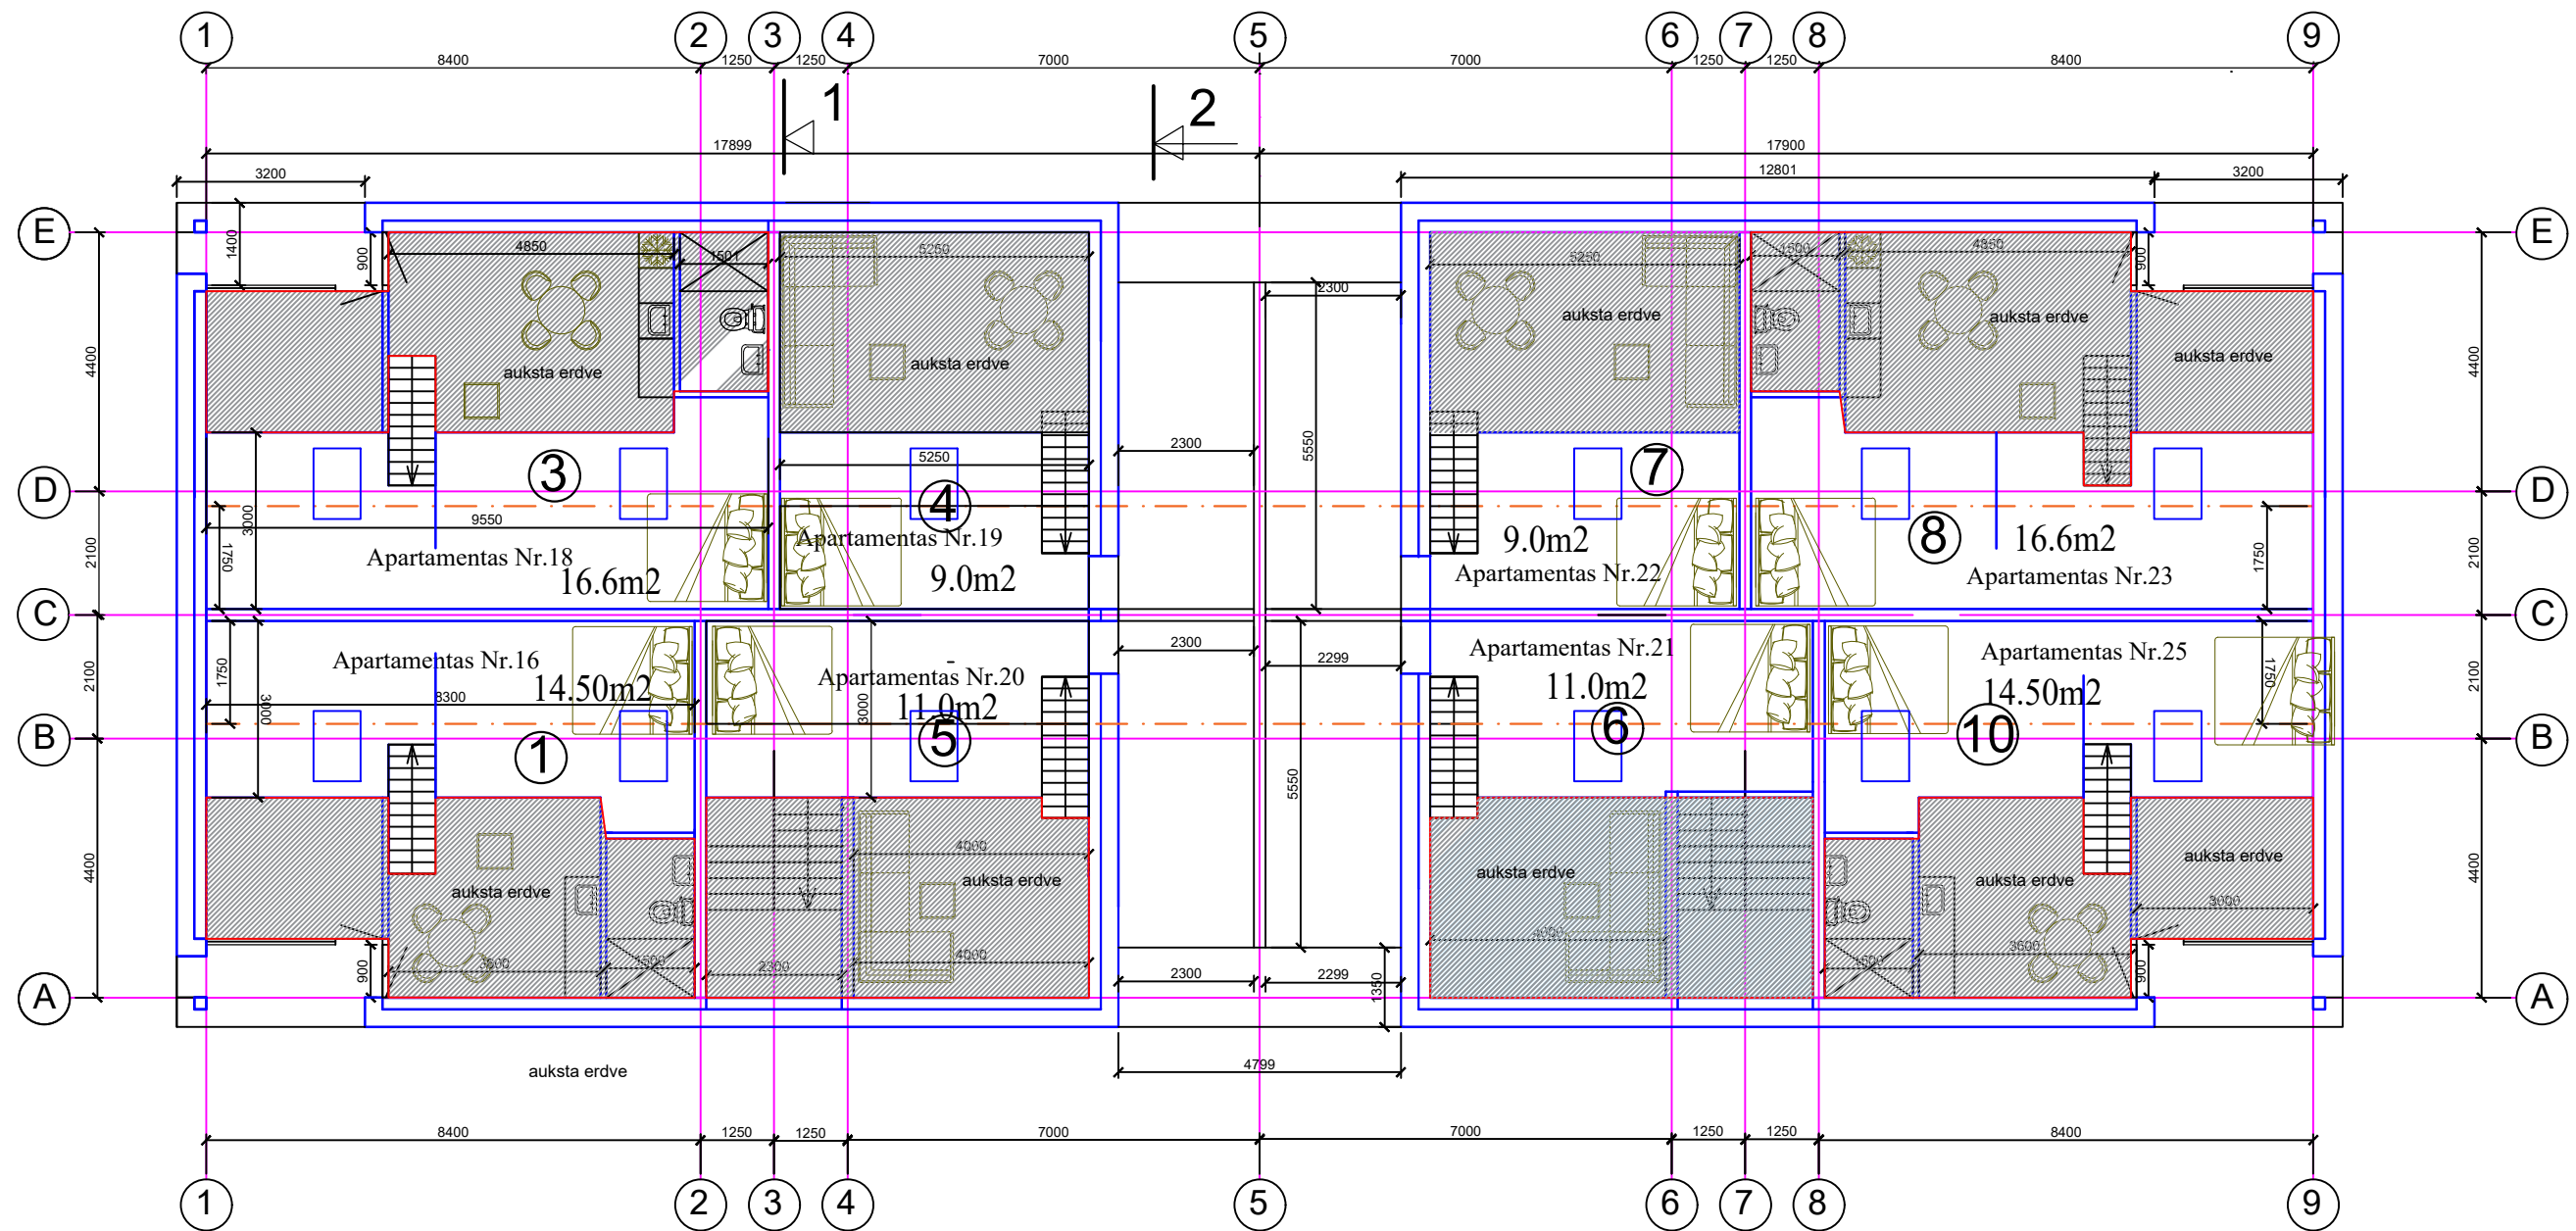 1 2 3 4 5 6 7 8 9
8400 1250 1250 7000 7000 1250 1250 8400
1 2
17899 17900
3200 12801 3200
E E
1400 900 4850 1501 5250 5250 1500 4850 900
2300
auksta erdve auksta erdve
auksta erdve auksta erdve auksta erdve
4400 4400
5550
2300
5250
3 4 7 8
D D
3000 9550
1750 1750
2100 2100
Apartamentas Nr.18 Apartamentas Nr.19 9.0m2 16.6m2
16.6m2 9.0m2 Apartamentas Nr.22 Apartamentas Nr.23
C C
2300 2299
Apartamentas Nr.16 Apartamentas Nr.20 Apartamentas Nr.21 Apartamentas Nr.25
14.50m2 11.0m2 11.0m2 14.50m2
1750 3000 8300 3000 1750
2100 2100
1 5 6 10
B B
5550
4400 4400
4000
auksta erdve auksta erdve auksta erdve auksta erdve auksta erdve
3000
900 3600 1500 2300 4000 4000 1500 3600 900
2300 2299
1350
A A
4799
auksta erdve
8400 1250 1250 7000 7000 1250 1250 8400
1 2 3 4 5 6 7 8 9